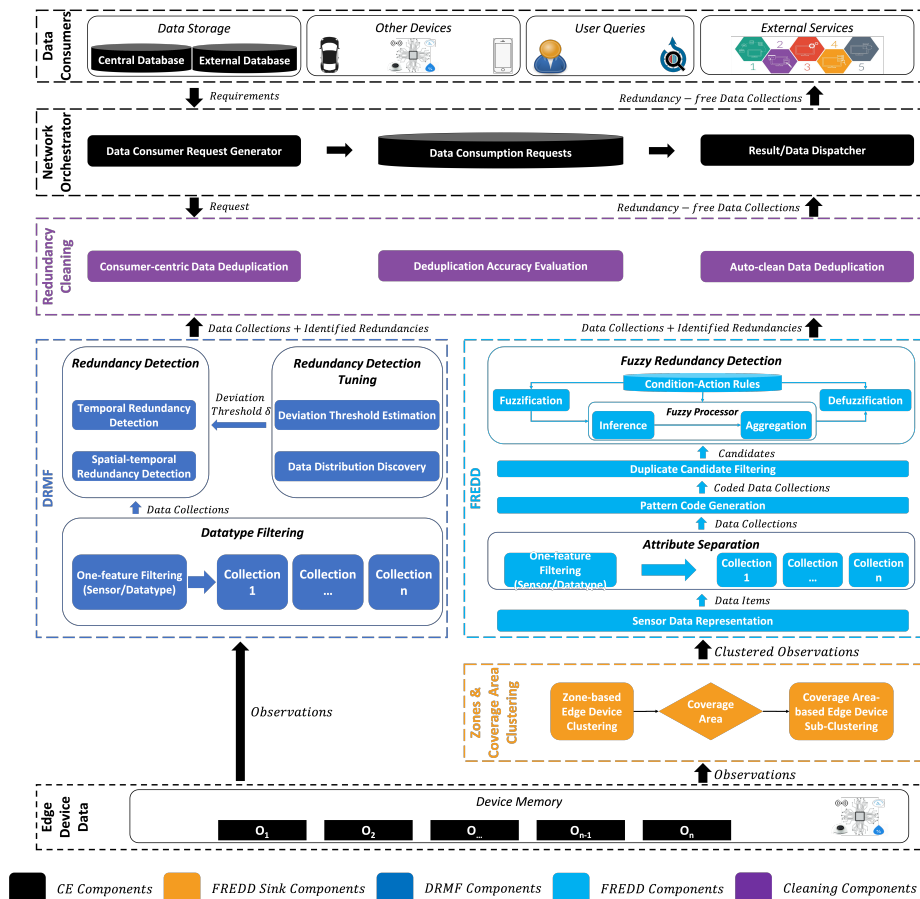 Data
Consumers
Data Storage
Central Database
External Database
Other Devices
User Queries
External Services
1
2
3
4
5
Requirements
Redundancy − free Data Collections
Network
Orchestrator
Data Consumer Request Generator
Data Consumption Requests
Result/Data Dispatcher
Request
Redundancy − free Data Collections
Redundancy
Cleaning
Consumer-centric Data Deduplication
Deduplication Accuracy Evaluation
Auto-clean Data Deduplication
Data Collections + Identified Redundancies
Data Collections + Identified Redundancies
DRMF
Redundancy Detection
Temporal Redundancy
Detection
Spatial-temporal
Redundancy Detection
Deviation
Threshold δ
Redundancy Detection
Tuning
Deviation Threshold Estimation
Data Distribution Discovery
Data Collections
Datatype Filtering
One-feature Filtering
(Sensor/Datatype)
Collection
1
Collection
...
Collection
n
FREDD
Fuzzy Redundancy Detection
Condition-Action Rules
Fuzzification
Defuzzification
Fuzzy Processor
Inference
Aggregation
Candidates
Duplicate Candidate Filtering
Coded Data Collections
Pattern Code Generation
Data Collections
Attribute Separation
One-feature
Filtering
(Sensor/Datatype)
Collection
1
Collection
...
Collection
n
Data Items
Sensor Data Representation
Clustered Observations
Zones &
Coverage Area
Clustering
Zone-based
Edge Device
Clustering
Coverage
Area
Coverage Area-
based Edge Device
Sub-Clustering
Observations
Observations
Edge
Device
Data
Device Memory
O1
O2
O...
On-1
On
CE Components
FREDD Sink Components
DRMF Components
FREDD Components
Cleaning Components